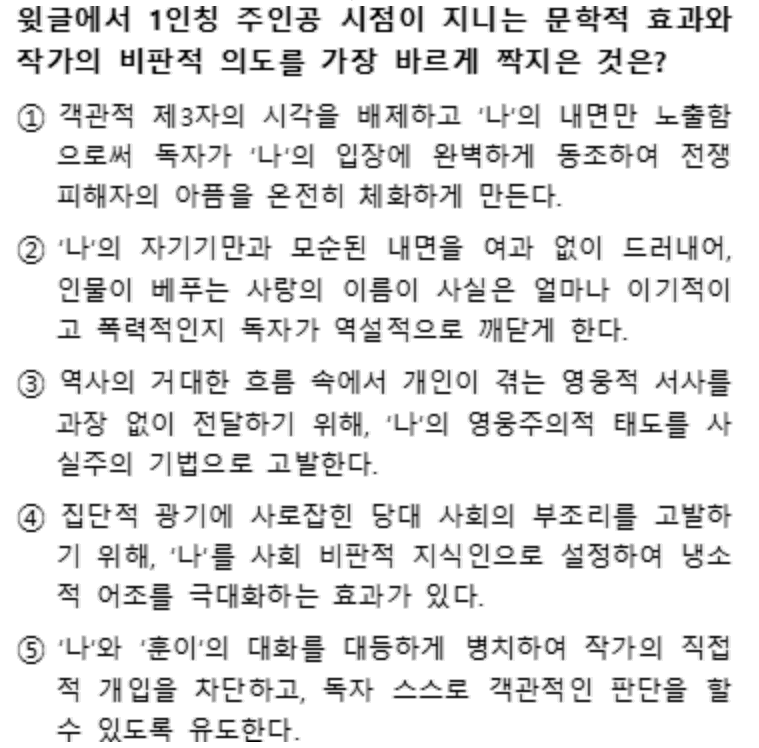 윗글에서 1인칭 주인공 시점이 지니는 문학적 효과와
작가의 비판적 의도를 가장 바르게 짝지은 것은?
① 객관적 제3자의 시각을 배제하고 '나'의 내면만 노출함
으로써 독자가 '나'의 입장에 완벽하게 동조하여 전쟁
피해자의 아픔을 온전히 체화하게 만든다.
② '나'의 자기기만과 모순된 내면을 여과 없이 드러내어,
인물이 베푸는 사랑의 이름이 사실은 얼마나 이기적이
고 폭력적인지 독자가 역설적으로 깨닫게 한다.
③ 역사의 거대한 흐름 속에서 개인이 겪는 영웅적 서사를
과장 없이 전달하기 위해, '나'의 영웅주의적 태도를 사
실주의 기법으로 고발한다.
④ 집단적 광기에 사로잡힌 당대 사회의 부조리를 고발하
기 위해, '나'를 사회 비판적 지식인으로 설정하여 냉소
적 어조를 극대화하는 효과가 있다.
⑤ '나'와 '훈이'의 대화를 대등하게 병치하여 작가의 직접
적 개입을 차단하고, 독자 스스로 객관적인 판단을 할
수 있도록 유도한다.